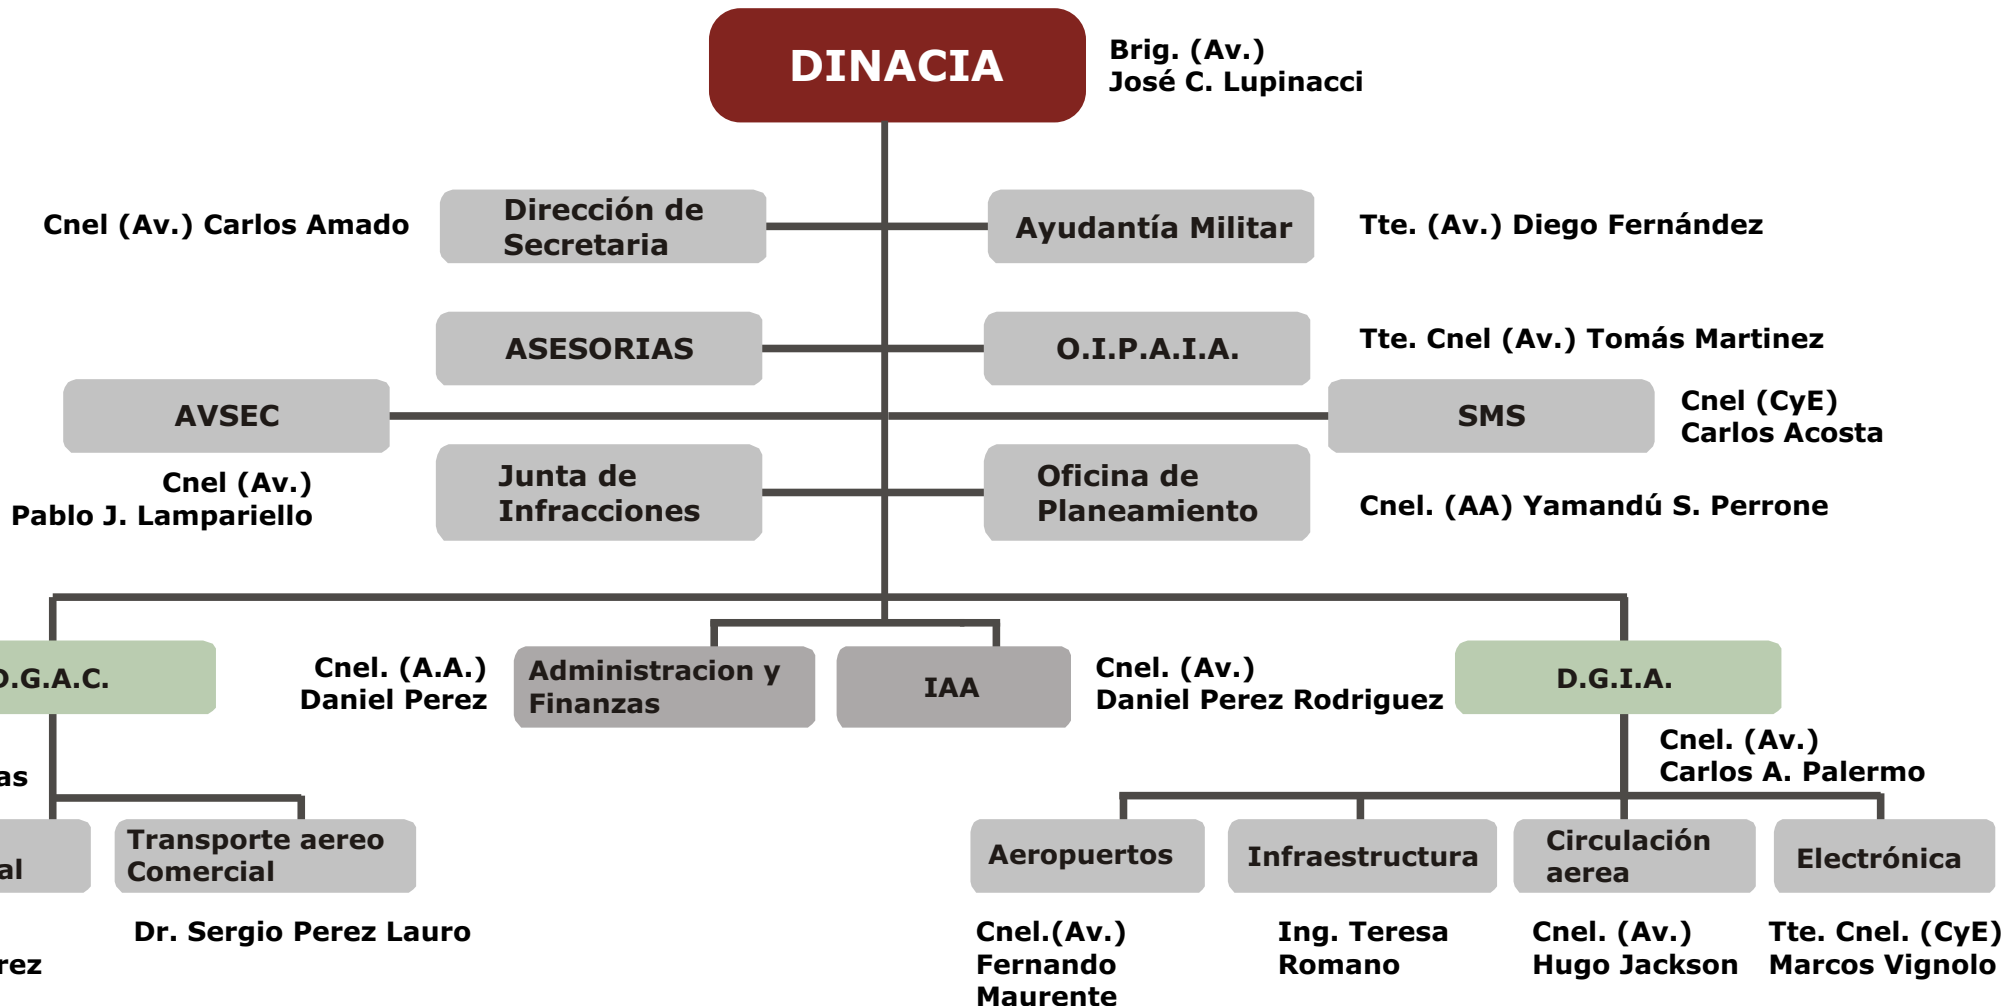 DINACIA
Brig. (Av.)
José C. Lupinacci
Cnel (Av.) Carlos Amado
Dirección de
Secretaria
Ayudantía Militar
Tte. (Av.) Diego Fernández
ASESORIAS
O.I.P.A.I.A.
Tte. Cnel (Av.) Tomás Martinez
AVSEC
SMS
Cnel (CyE)
Carlos Acosta
Cnel (Av.)
Pablo J. Lampariello
Junta de
Infracciones
Oficina de
Planeamiento
Cnel. (AA) Yamandú S. Perrone
D.G.A.C.
Cnel. (A.A.)
Daniel Perez
Administracion y
Finanzas
IAA
Cnel. (Av.)
Daniel Perez Rodriguez
D.G.I.A.
Cnel. (Av.)
Carlos A. Palermo
Transporte aereo
Comercial
Dr. Sergio Perez Lauro
Aeropuertos
Cnel.(Av.)
Fernando
Maurente
Infraestructura
Ing. Teresa
Romano
Circulación
aerea
Cnel. (Av.)
Hugo Jackson
Electrónica
Tte. Cnel. (CyE)
Marcos Vignolo